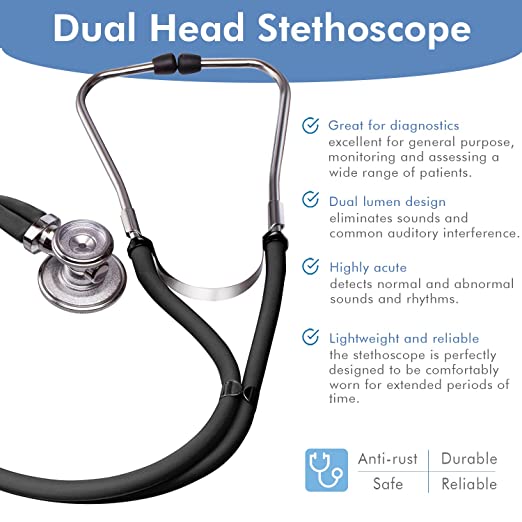 Dual Head Stethoscope
Great for diagnostics
excellent for general purpose,
monitoring and assessing a
wide range of patients.
Dual lumen design
eliminates sounds and
common auditory interference.
Highly acute
detects normal and abnormal
sounds and rhythms.
Lightweight and reliable
the stethoscope is perfectly
designed to be comfortably
worn for extended periods of
time.
Anti-rust | Durable
Safe | Reliable